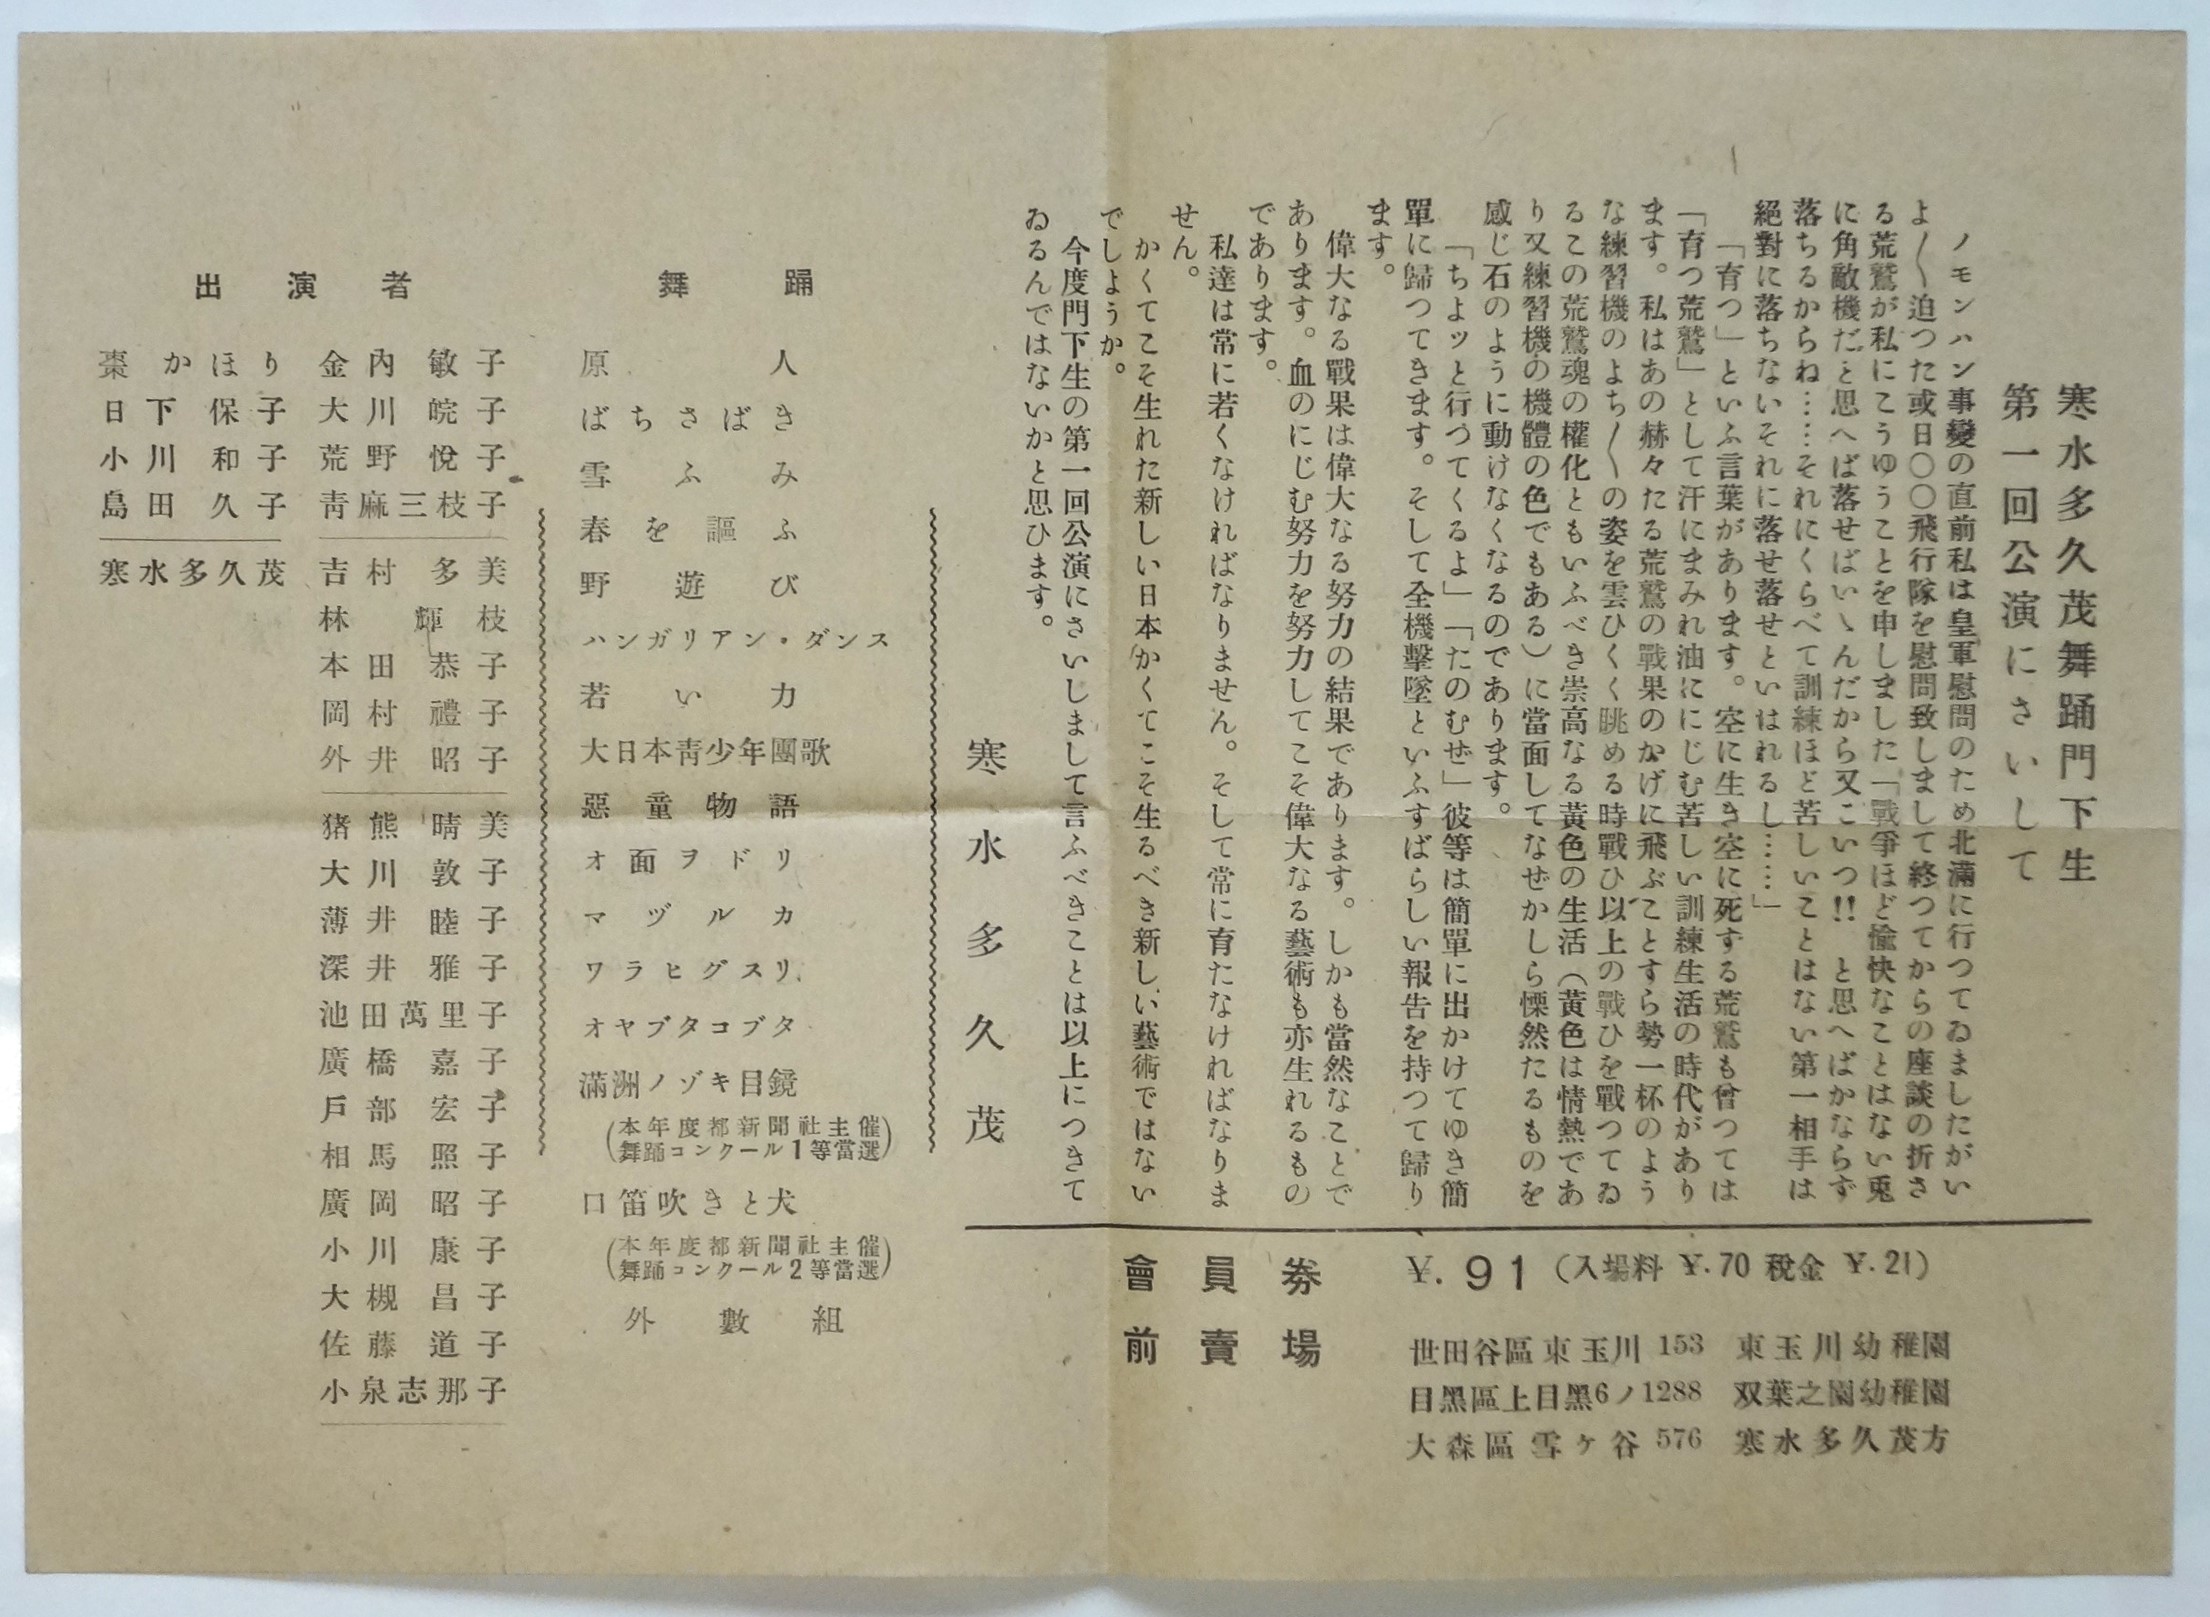 寒水多久茂舞踊門下生
第一回公演にさいして
ノモンハン事變の直前私は皇軍慰問のため北滿に行つてゐましたがい
よ〳〵迫つた或日〇〇飛行隊を慰問致しまして終つてからの座談の折さ
る荒鷲が私にこうゆうことを申しました「戰爭ほど愉快なことはない兎
に角敵機だと思へば落せばいゝんだから又こいつ!!　と思へばかならず
落ちるからね……それにくらべて訓練ほど苦しいことはない第一相手は
絕對に落ちないそれに落せ落せといはれるし……」
「育つ」といふ言葉があります。空に生き空に死する荒鷲も曾つては
「育つ荒鷲」として汗にまみれ油ににじむ苦しい訓練生活の時代があり
ます。私はあの赫々たる荒鷲の戰果のかげに飛ぶことすら勢一杯のよう
な練習機のよち〳〵の姿を雲ひくく眺める時戰ひ以上の戰ひを戰つてゐ
るこの荒鷲魂の權化ともいふべき崇高なる黃色の生活（黃色は情熱であ
り又練習機の機體の色でもある）に當面してなぜかしら慄然たるものを
感じ石のように動けなくなるのであります。
「ちよッと行つてくるよ」「たのむぜ」彼等は簡單に出かけてゆき簡
單に歸つてきます。そして全機擊墜といふすばらしい報告を持つて歸り
ます。
偉大なる戰果は偉大なる努力の結果であります。しかも當然なことで
あります。血のにじむ努力を努力してこそ偉大なる藝術も亦生れるもの
であります。
私達は常に若くなければなりません。そして常に育たなければなりま
せん。
かくてこそ生れた新しい日本かくてこそ生るべき新しい藝術ではない
でしようか。
今度門下生の第一回公演にさいしまして言ふべきことは以上につきて
ゐるんではないかと思ひます。
寒水多久茂
會員劵　¥.91（入場料 ¥.70 稅金 ¥.21）
前賣場　世田谷區東玉川 153　東玉川幼稚園
目黑區上目黑6ノ1288　双葉之園幼稚園
大森區雪ヶ谷 576　寒水多久茂方
舞踊
原人
ばちさばき
雪ふみ
春を謳ふ
野遊び
ハンガリアン・ダンス
若い力
大日本靑少年團歌
惡童物語
オ面ヲドリ
マヅルカ
ワラヒグスリ
オヤブタコブタ
滿洲ノゾキ目鏡
（本年度都新聞社主催
舞踊コンクール1等當選）
口笛吹きと犬
（本年度都新聞社主催
舞踊コンクール2等當選）
外數組
出演者
金內敏子
大川皖子
荒野悅子
靑麻三枝子
吉村多美
林輝枝
本田恭子
岡村禮子
外井昭子
猪熊晴美
大川敦子
薄井睦子
深井雅子
池田萬里子
廣橋嘉子
戶部宏子
相馬照子
廣岡昭子
小川康子
大槻昌子
佐藤道子
小泉志那子
棗かほり
日下保子
小川和子
島田久子
寒水多久茂